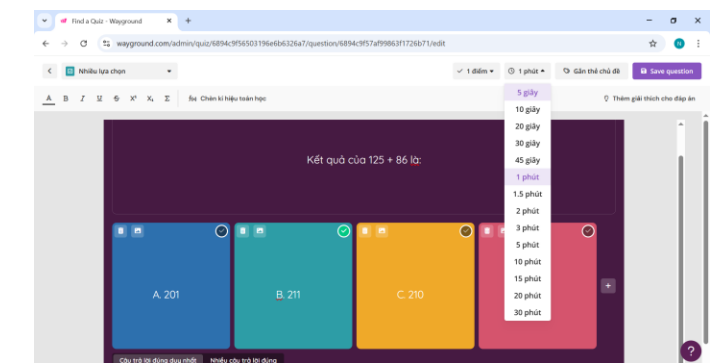 Find a Quiz - Wayground
wayground.com/admin/quiz/6894c9f56503196e6b6326a7/question/6894c9f57af99863f1726b71/edit
Nhiều lựa chọn
1 điểm
1 phút
Gắn thẻ chủ đề
Save question
A B I U S X² X₁ Σ fx Chèn kí hiệu toán học
Thêm giải thích cho đáp án
5 giây
10 giây
20 giây
30 giây
45 giây
1 phút
1.5 phút
2 phút
3 phút
5 phút
10 phút
15 phút
20 phút
30 phút
Kết quả của 125 + 86 là:
A. 201
B. 211
C. 210
Câu trả lời đúng duy nhất
Nhiều câu trả lời đúng
?